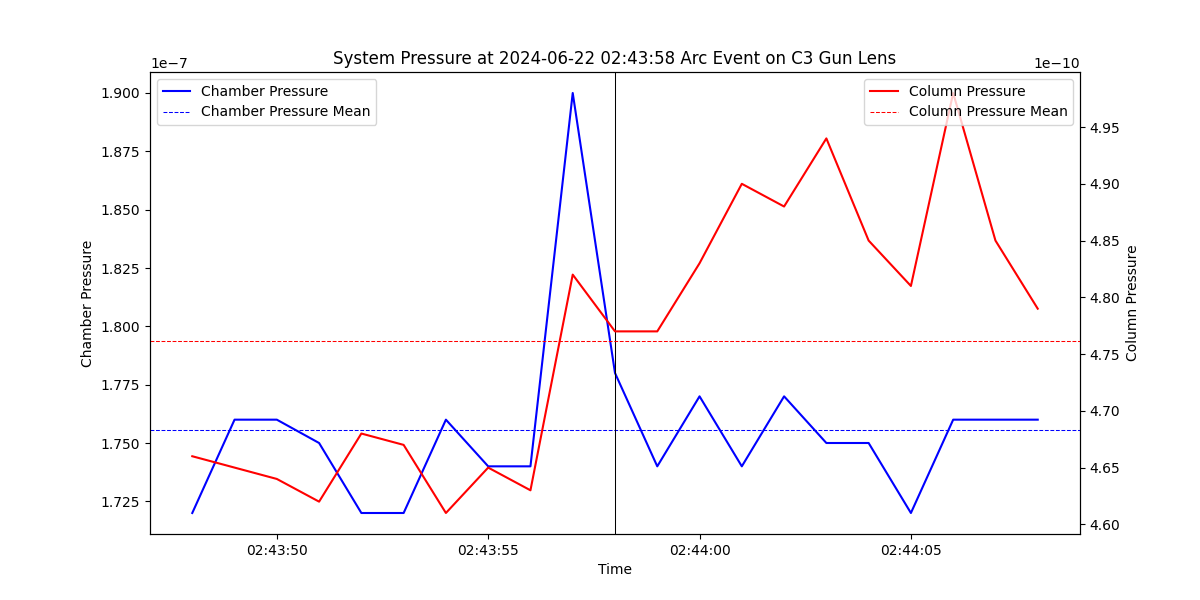 System Pressure at 2024-06-22 02:43:58 Arc Event on C3 Gun Lens
1e−7
1e−10
Chamber Pressure
Chamber Pressure Mean
Column Pressure
Column Pressure Mean
1.900
1.875
1.850
1.825
1.800
1.775
1.750
1.725
Chamber Pressure
4.95
4.90
4.85
4.80
4.75
4.70
4.65
4.60
Column Pressure
02:43:50
02:43:55
02:44:00
02:44:05
Time